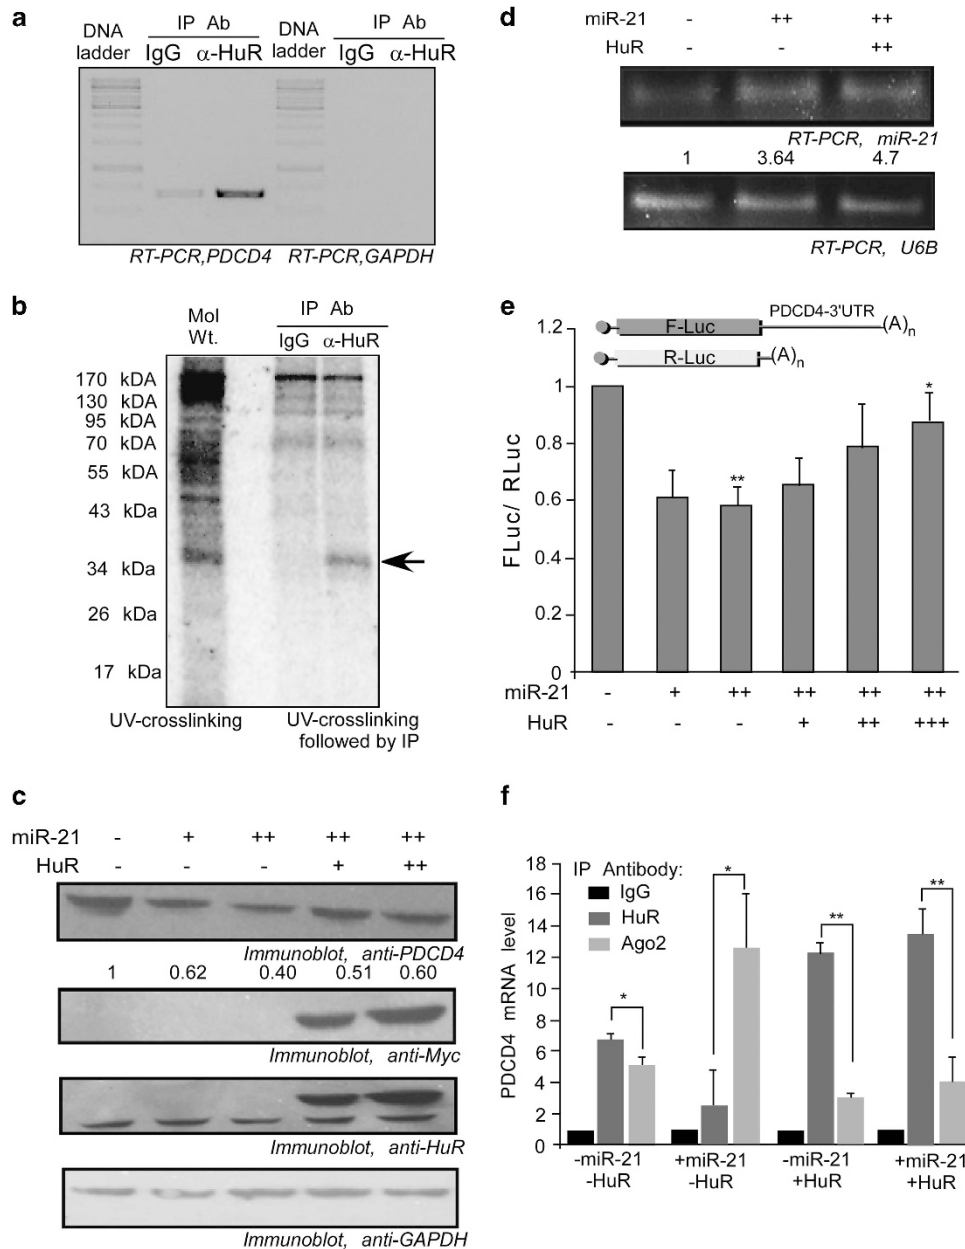 a
IP Ab
DNA ladder
IgG α-HuR
DNA ladder
IP Ab
IgG α-HuR
RT-PCR,PDCD4
RT-PCR,GAPDH
b
Mol Wt.
IP Ab
IgG α-HuR
170 kDA
130 kDA
95 kDA
70 kDA
55 kDA
43 kDA
34 kDa
26 kDa
17 kDa
UV-crosslinking
UV-crosslinking
followed by IP
c
miR-21 - + ++ ++ ++
HuR - - - + ++
Immunoblot, anti-PDCD4
1 0.62 0.40 0.51 0.60
Immunoblot, anti-Myc
Immunoblot, anti-HuR
Immunoblot, anti-GAPDH
d
miR-21 - ++ ++
HuR - - ++
RT-PCR, miR-21
1 3.64 4.7
RT-PCR, U6B
e
PDCD4-3'UTR
F-Luc (A)n
R-Luc (A)n
FLuc/ RLuc
1.2
1
0.8
0.6
0.4
0.2
0
**
*
miR-21 - + ++ ++ ++ ++
HuR - - - + ++ +++
f
PDCD4 mRNA level
18
16
14
12
10
8
6
4
2
0
IP Antibody:
IgG
HuR
Ago2
*
*
**
**
-miR-21
-HuR
+miR-21
-HuR
-miR-21
+HuR
+miR-21
+HuR